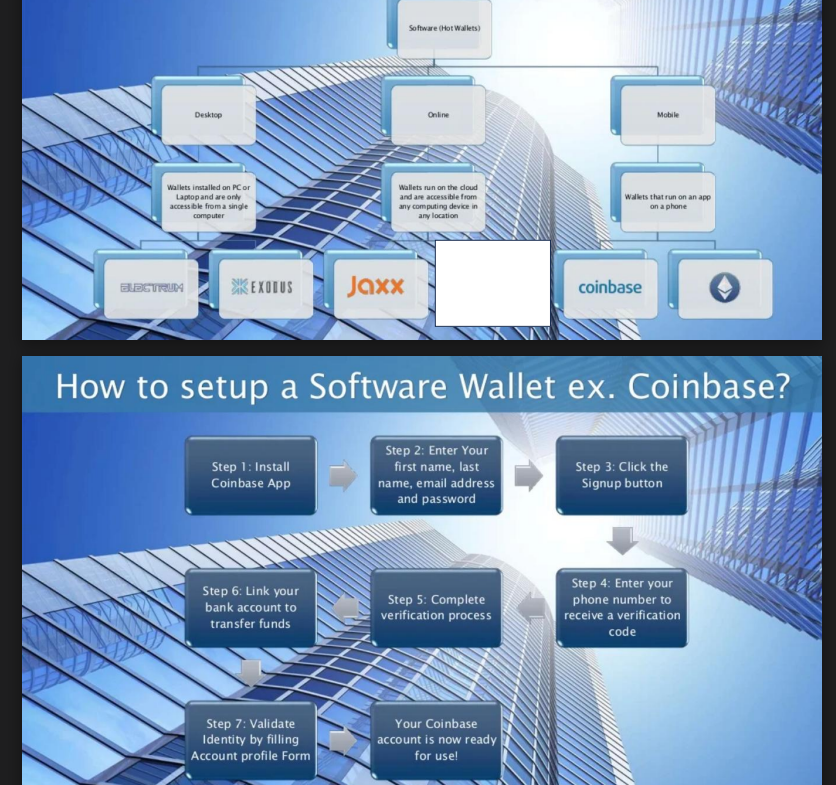 Software (Hot Wallets)
Desktop
Online
Mobile
Wallets installed on PC or
Laptop and are only
accessible from a single
computer
Wallets run on the cloud
and are accessible from
any computing device in
any location
Wallets that run on an app
on a phone
ELECTRUM
EXODUS
Jaxx
coinbase
How to setup a Software Wallet ex. Coinbase?
Step 1: Install
Coinbase App
Step 2: Enter Your
first name, last
name, email address
and password
Step 3: Click the
Signup button
Step 4: Enter your
phone number to
receive a verification
code
Step 5: Complete
verification process
Step 6: Link your
bank account to
transfer funds
Step 7: Validate
Identity by filling
Account profile Form
Your Coinbase
account is now ready
for use!